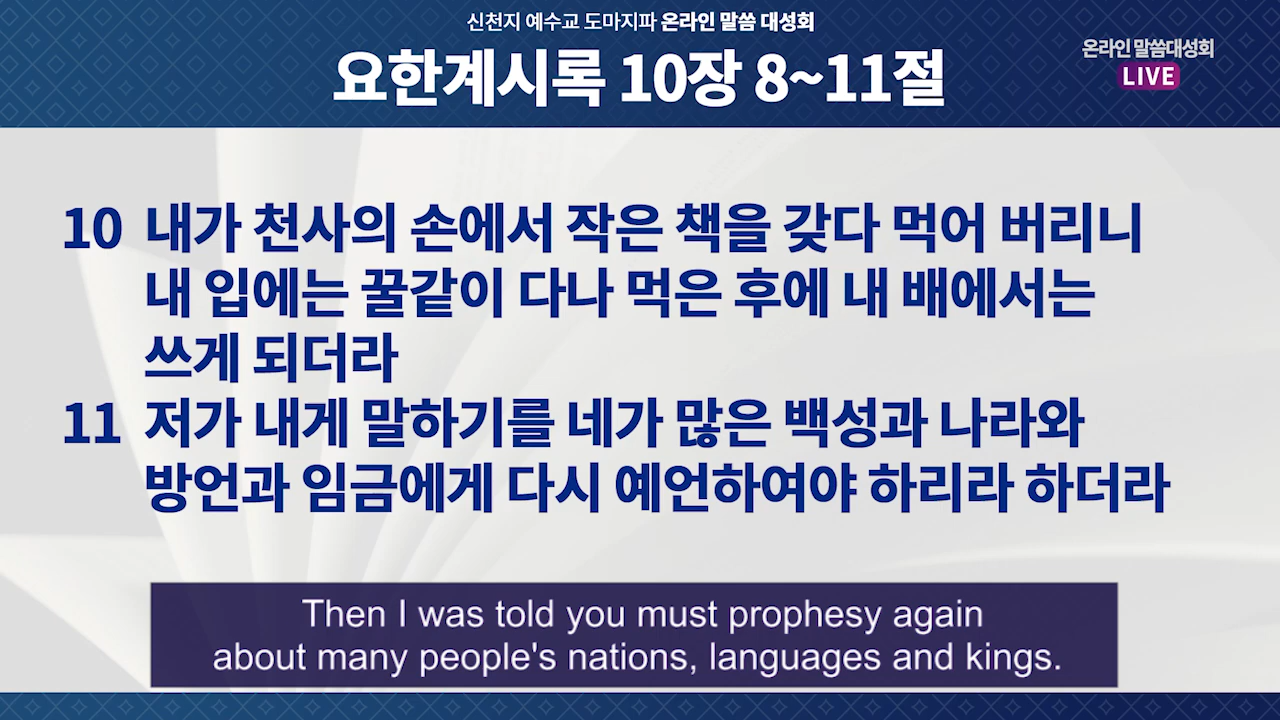 신천지 예수교 도마지파 온라인 말씀 대성회
요한계시록 10장 8~11절
온라인 말씀대성회
LIVE
10 내가 천사의 손에서 작은 책을 갖다 먹어 버리니
내 입에는 꿀같이 다나 먹은 후에 내 배에서는
쓰게 되더라
11 저가 내게 말하기를 네가 많은 백성과 나라와
방언과 임금에게 다시 예언하여야 하리라 하더라
Then I was told you must prophesy again
about many people's nations, languages and kings.